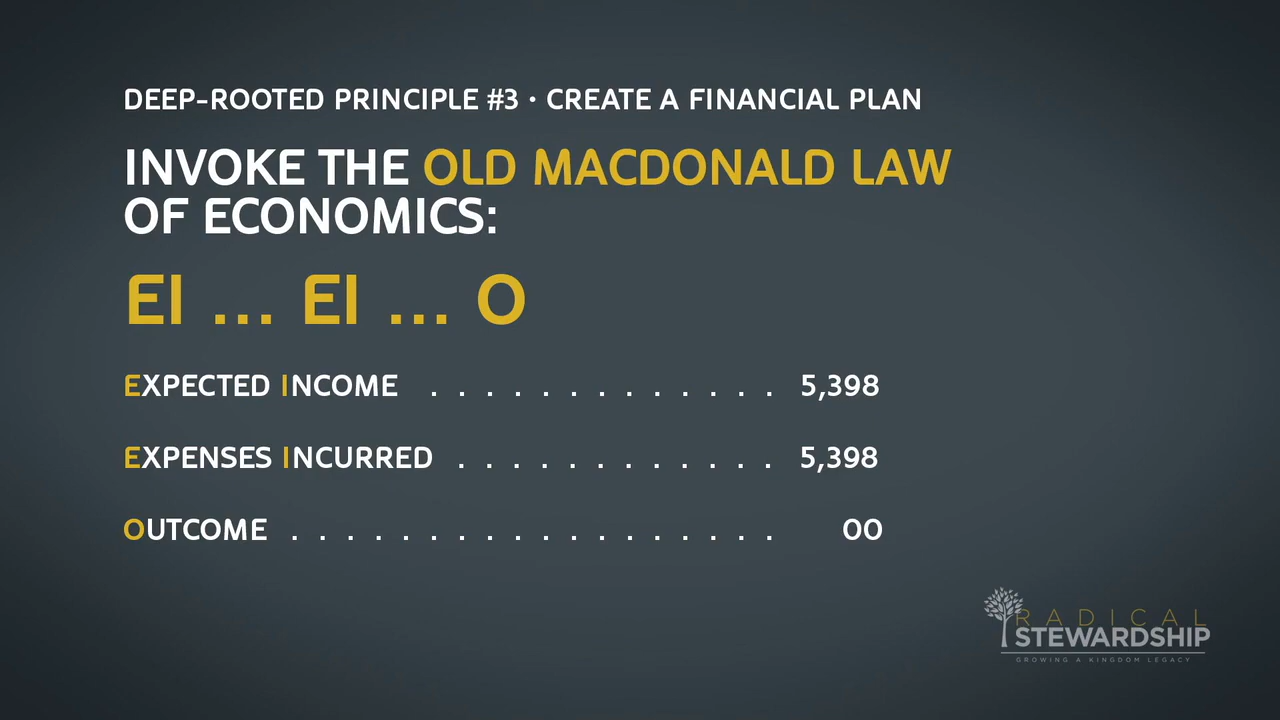 DEEP-ROOTED PRINCIPLE #3 · CREATE A FINANCIAL PLAN
INVOKE THE OLD MACDONALD LAW
OF ECONOMICS:
EI ... EI ... O
EXPECTED INCOME . . . . . . . . . . . . . 5,398
EXPENSES INCURRED . . . . . . . . . . . . 5,398
OUTCOME . . . . . . . . . . . . . . . . . . 00
RADICAL
STEWARDSHIP
GROWING A KINGDOM LEGACY